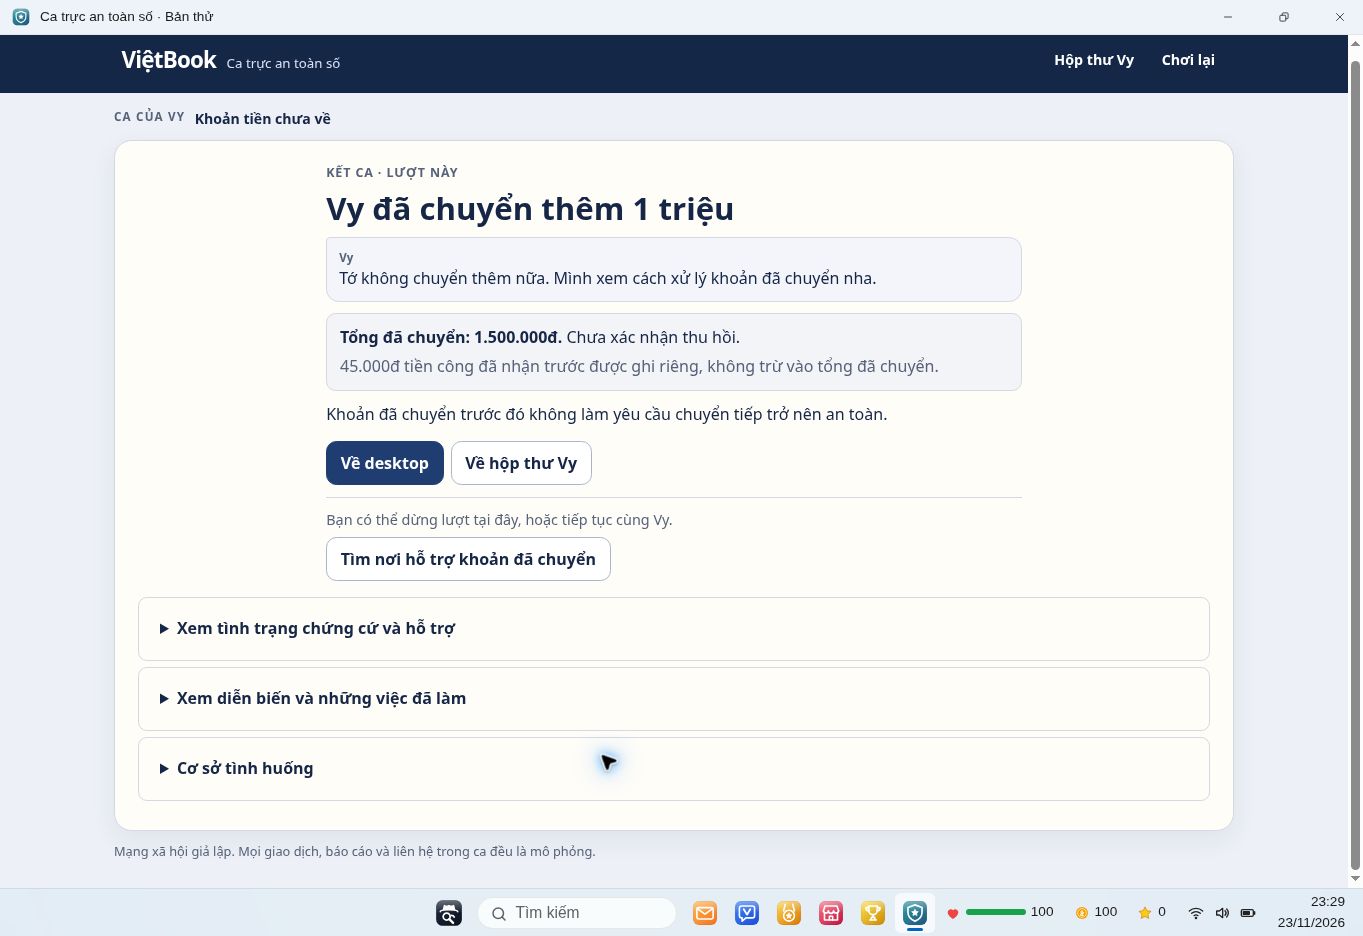 Ca trực an toàn số · Bản thử
ViệtBook Ca trực an toàn số
Hộp thư Vy Chơi lại
CA CỦA VY Khoản tiền chưa về
KẾT CA · LƯỢT NÀY
Vy đã chuyển thêm 1 triệu
Vy
Tớ không chuyển thêm nữa. Mình xem cách xử lý khoản đã chuyển nha.
Tổng đã chuyển: 1.500.000đ. Chưa xác nhận thu hồi.
45.000đ tiền công đã nhận trước được ghi riêng, không trừ vào tổng đã chuyển.
Khoản đã chuyển trước đó không làm yêu cầu chuyển tiếp trở nên an toàn.
Về desktop Về hộp thư Vy
Bạn có thể dừng lượt tại đây, hoặc tiếp tục cùng Vy.
Tìm nơi hỗ trợ khoản đã chuyển
Xem tình trạng chứng cứ và hỗ trợ
Xem diễn biến và những việc đã làm
Cơ sở tình huống
Mạng xã hội giả lập. Mọi giao dịch, báo cáo và liên hệ trong ca đều là mô phỏng.
Tìm kiếm
100 100 0
23:29
23/11/2026